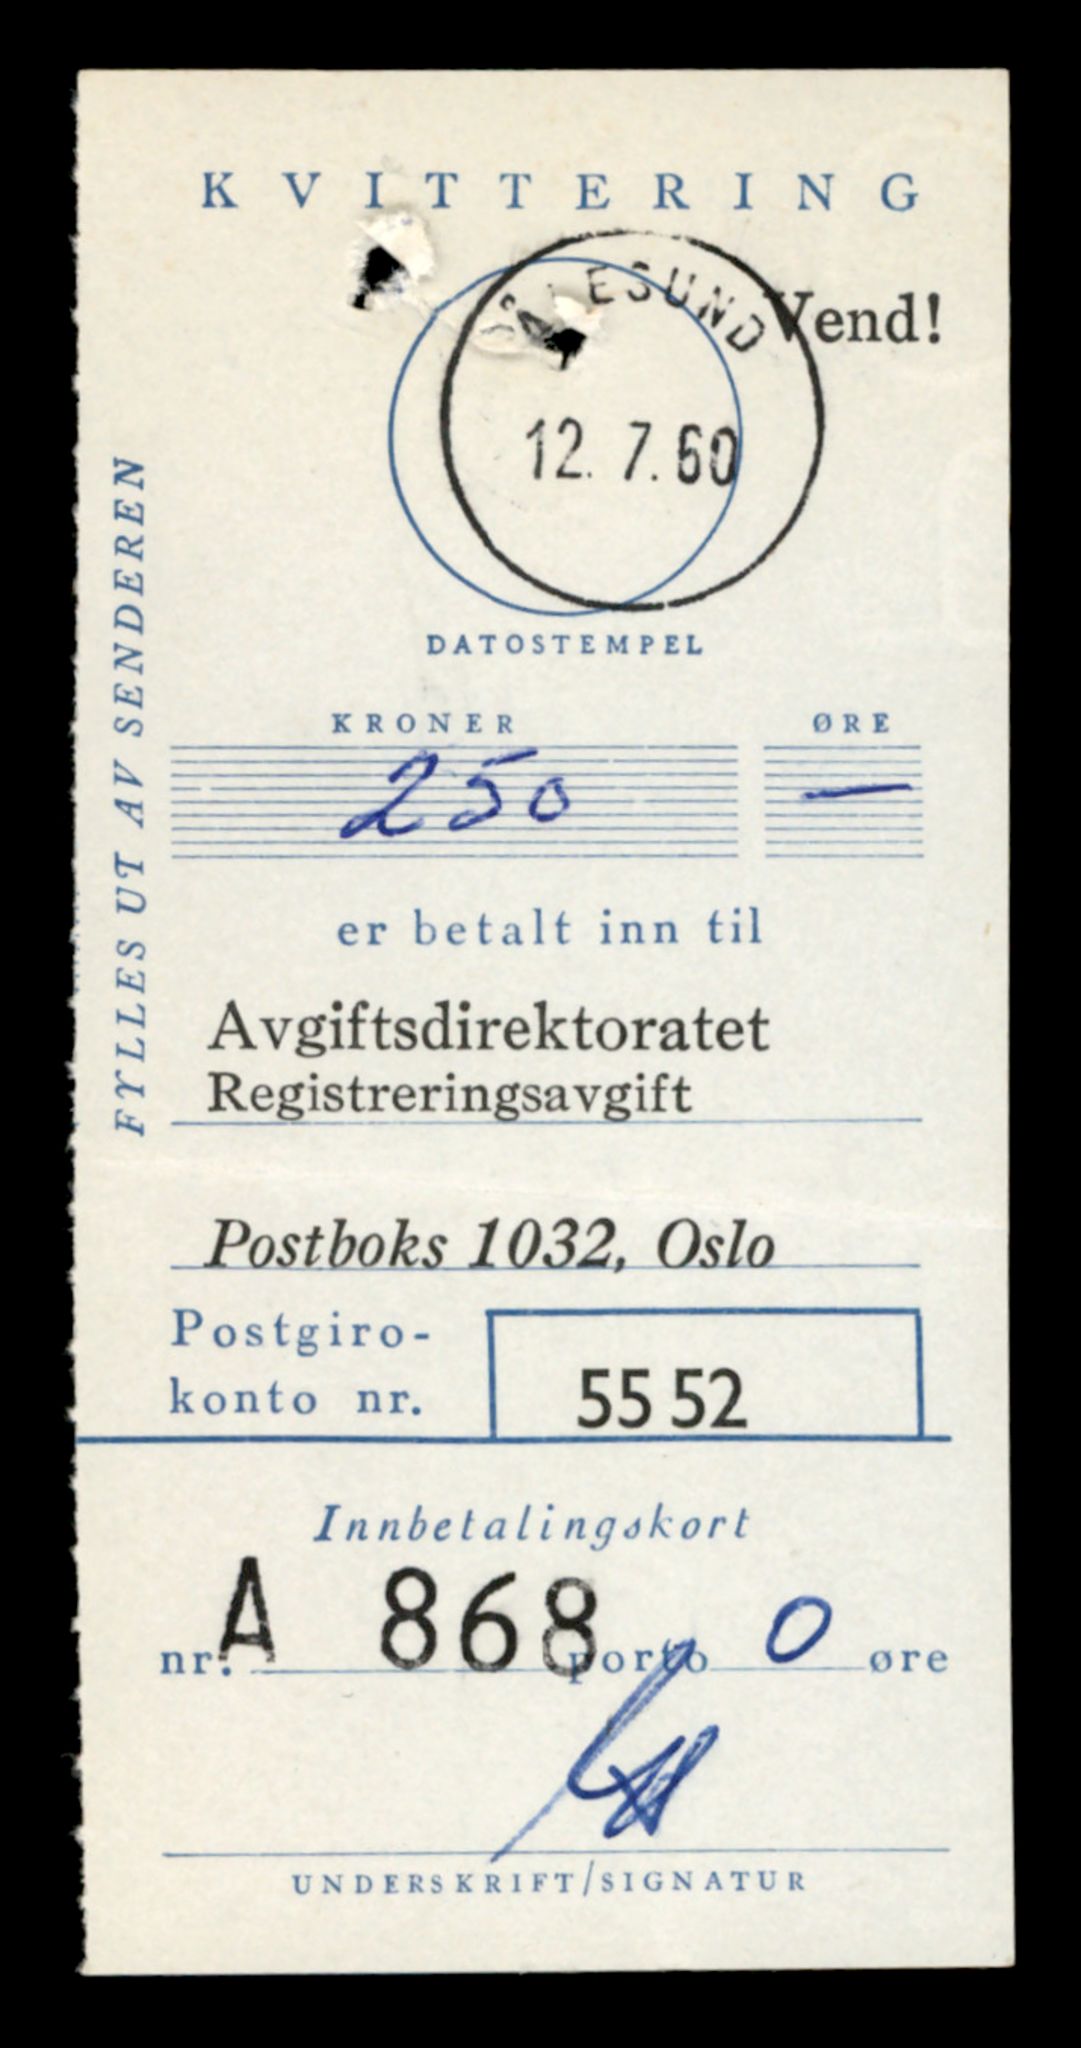 KVITTERING
ESUND
Vend!
12. 7. 60
DATOSTEMPEL
FYLLES UT AV SENDEREN
KRONER ØRE
250 —
er betalt inn til
Avgiftsdirektoratet
Registreringsavgift
Postboks 1032, Oslo
Postgiro-
konto nr. 55 52
Innbetalingskort
nr. A 868 porto 0 øre
UNDERSKRIFT/SIGNATUR